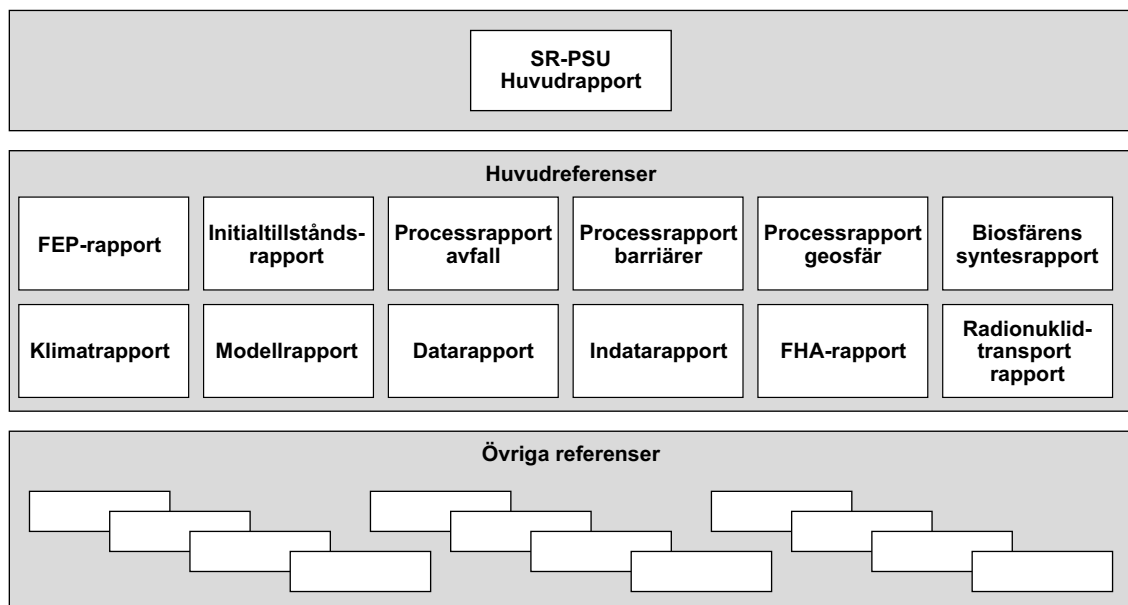 SR-PSU
Huvudrapport
Huvudreferenser
FEP-rapport
Initialtillstånds-
rapport
Processrapport
avfall
Processrapport
barriärer
Processrapport
geosfär
Biosfärens
syntesrapport
Klimatrapport
Modellrapport
Datarapport
Indatarapport
FHA-rapport
Radionuklid-
transport
rapport
Övriga referenser